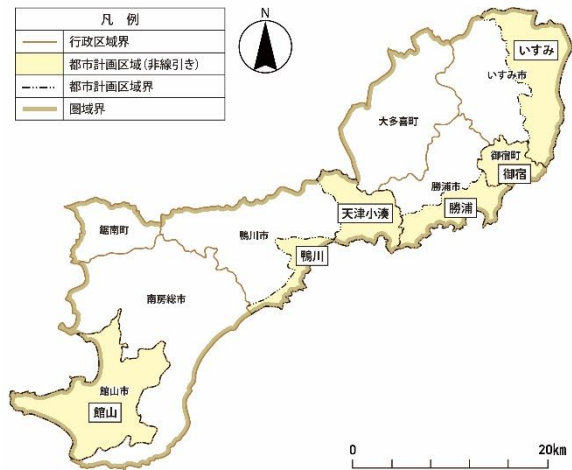 凡 例
行政区域界
都市計画区域(非線引き)
都市計画区域界
圏域界
N
いすみ
いすみ市
大多喜町
御宿町
御宿
勝浦市
勝浦
天津小湊
鴨川市
鴨川
鋸南町
南房総市
館山市
館山
0 20km